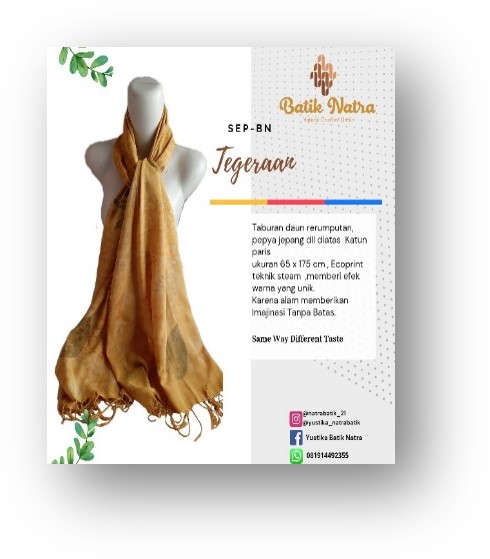 Batik Natra
SEP-BN
Tegeraan
Taburan daun rerumputan,
pepya jepang dll diatas Katun
paris
ukuran 65 x 175 cm , Ecoprint
teknik steam ,memberi efek
warna yang unik.
Karena alam memberikan
Imajinasi Tanpa Batas.
Same Way Different Taste
@natrabatik_21
@yustika_natrabatik
Yustika Batik Natra
081914492355